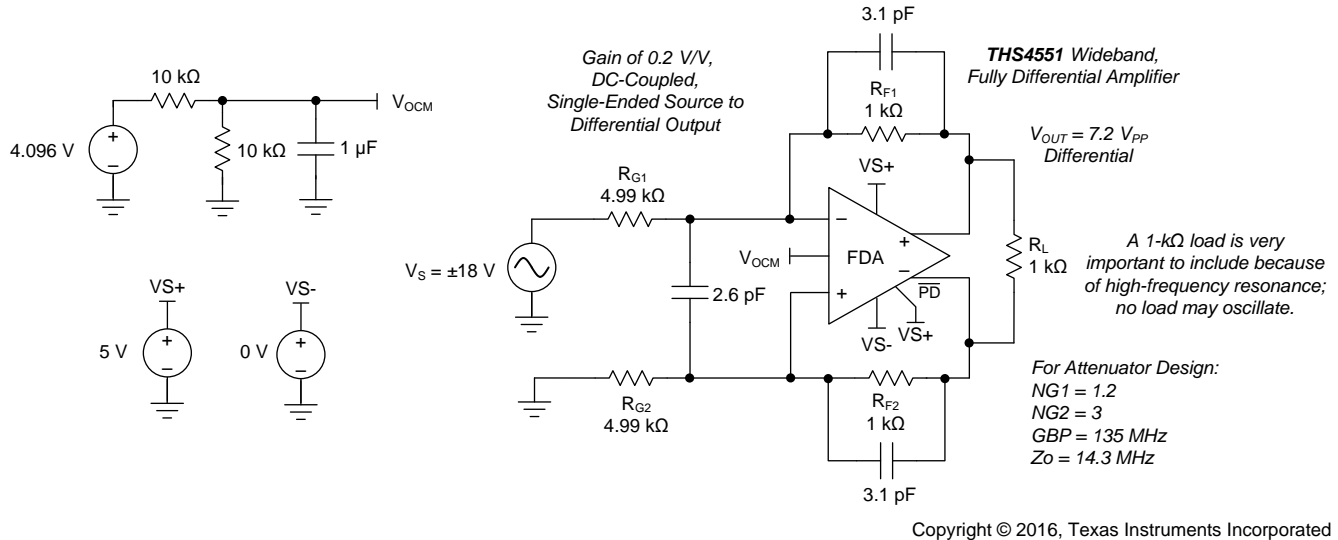 3.1 pF
Gain of 0.2 V/V,
DC-Coupled,
Single-Ended Source to
Differential Output
THS4551 Wideband,
Fully Differential Amplifier
10 kΩ
VOCM
RF1
1 kΩ
4.096 V
+
−
10 kΩ
1 µF
VOUT = 7.2 VPP
Differential
VS+
RG1
4.99 kΩ
−
+
VS = ±18 V
VOCM
FDA
−
+
PD
RL
1 kΩ
A 1-kΩ load is very
important to include because
of high-frequency resonance;
no load may oscillate.
2.6 pF
VS-
VS+
VS+
5 V
+
−
VS-
0 V
+
−
RG2
4.99 kΩ
RF2
1 kΩ
3.1 pF
For Attenuator Design:
NG1 = 1.2
NG2 = 3
GBP = 135 MHz
Zo = 14.3 MHz
Copyright © 2016, Texas Instruments Incorporated